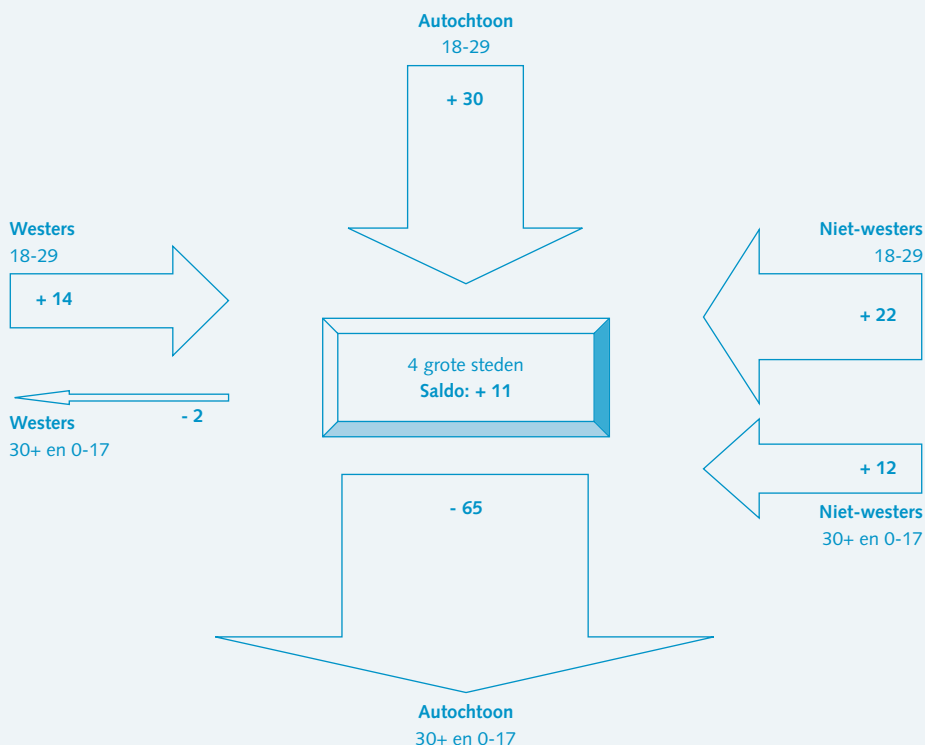 Autochtoon
18-29
+ 30
Westers
18-29
+ 14
Niet-westers
18-29
+ 22
4 grote steden
Saldo: + 11
- 2
Westers
30+ en 0-17
+ 12
Niet-westers
30+ en 0-17
- 65
Autochtoon
30+ en 0-17